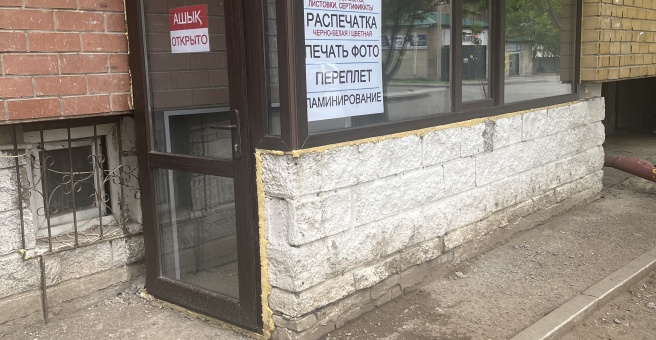 АШЫҚ
ОТКРЫТО
ЛИСТОВКИ, СЕРТИФИКАТЫ
РАСПЕЧАТКА
ЧЕРНО-БЕЛАЯ / ЦВЕТНАЯ
ПЕЧАТЬ ФОТО
ПЕРЕПЛЕТ
ЛАМИНИРОВАНИЕ